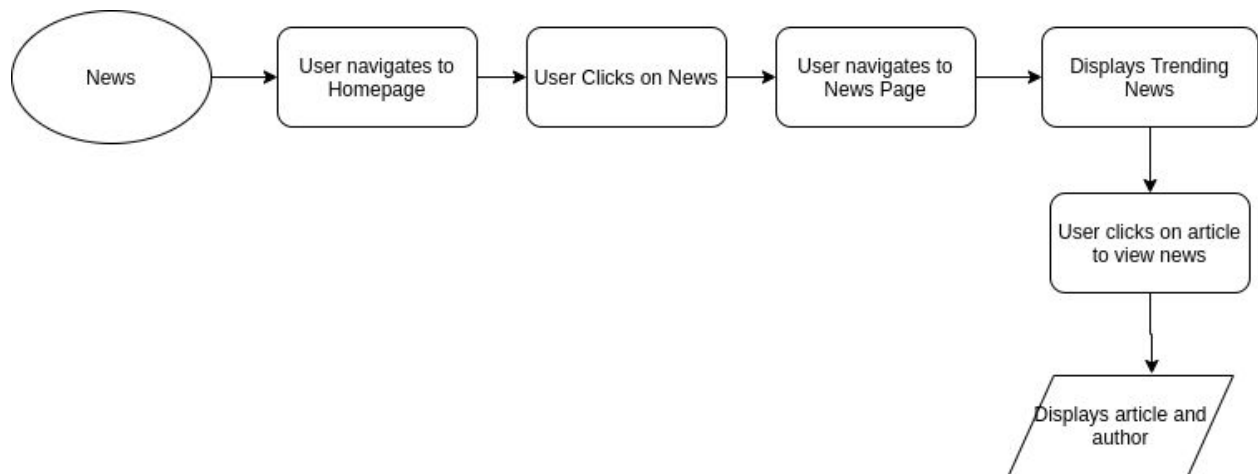 News
User navigates to
Homepage
User Clicks on News
User navigates to
News Page
Displays Trending
News
User clicks on article
to view news
Displays article and
author